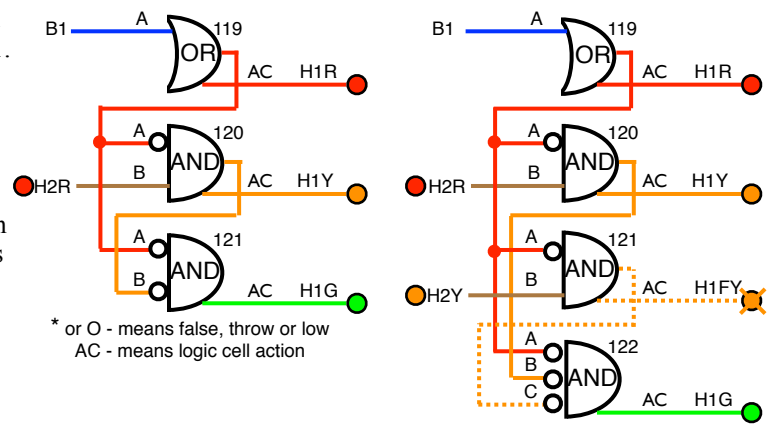 A
119
B1
OR
AC
H1R
A
120
AND
H2R
B
AC
H1Y
A
121
AND
B
AC
H1G
* or O - means false, throw or low
AC - means logic cell action
A
119
B1
OR
AC
H1R
A
120
AND
H2R
B
AC
H1Y
A
121
AND
H2Y
B
AC
H1FY
A
122
B
AND
C
AC
H1G